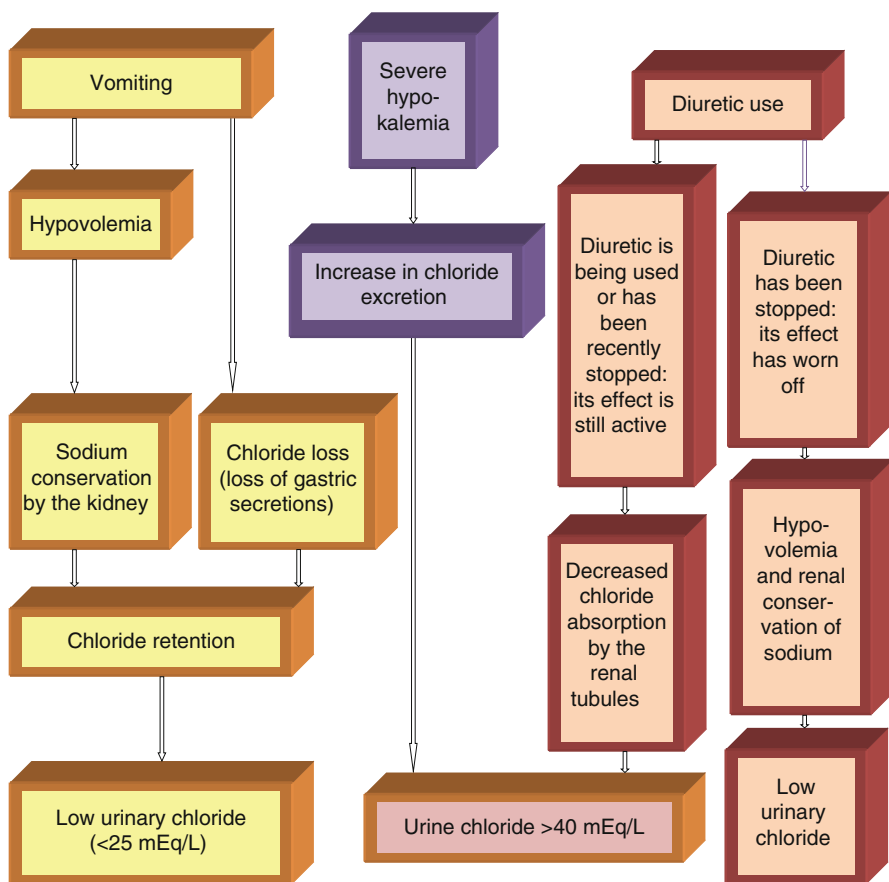 Vomiting
Hypovolemia
Sodium
conservation
by the kidney
Chloride loss
(loss of gastric
secretions)
Chloride retention
Low urinary chloride
(<25 mEq/L)
Severe
hypo-
kalemia
Increase in chloride
excretion
Urine chloride >40 mEq/L
Diuretic use
Diuretic is
being used
or has
been
recently
stopped:
its effect is
still active
Decreased
chloride
absorption
by the
renal
tubules
Diuretic
has been
stopped:
its effect
has worn
off
Hypo-
volemia
and renal
conser-
vation of
sodium
Low
urinary
chloride